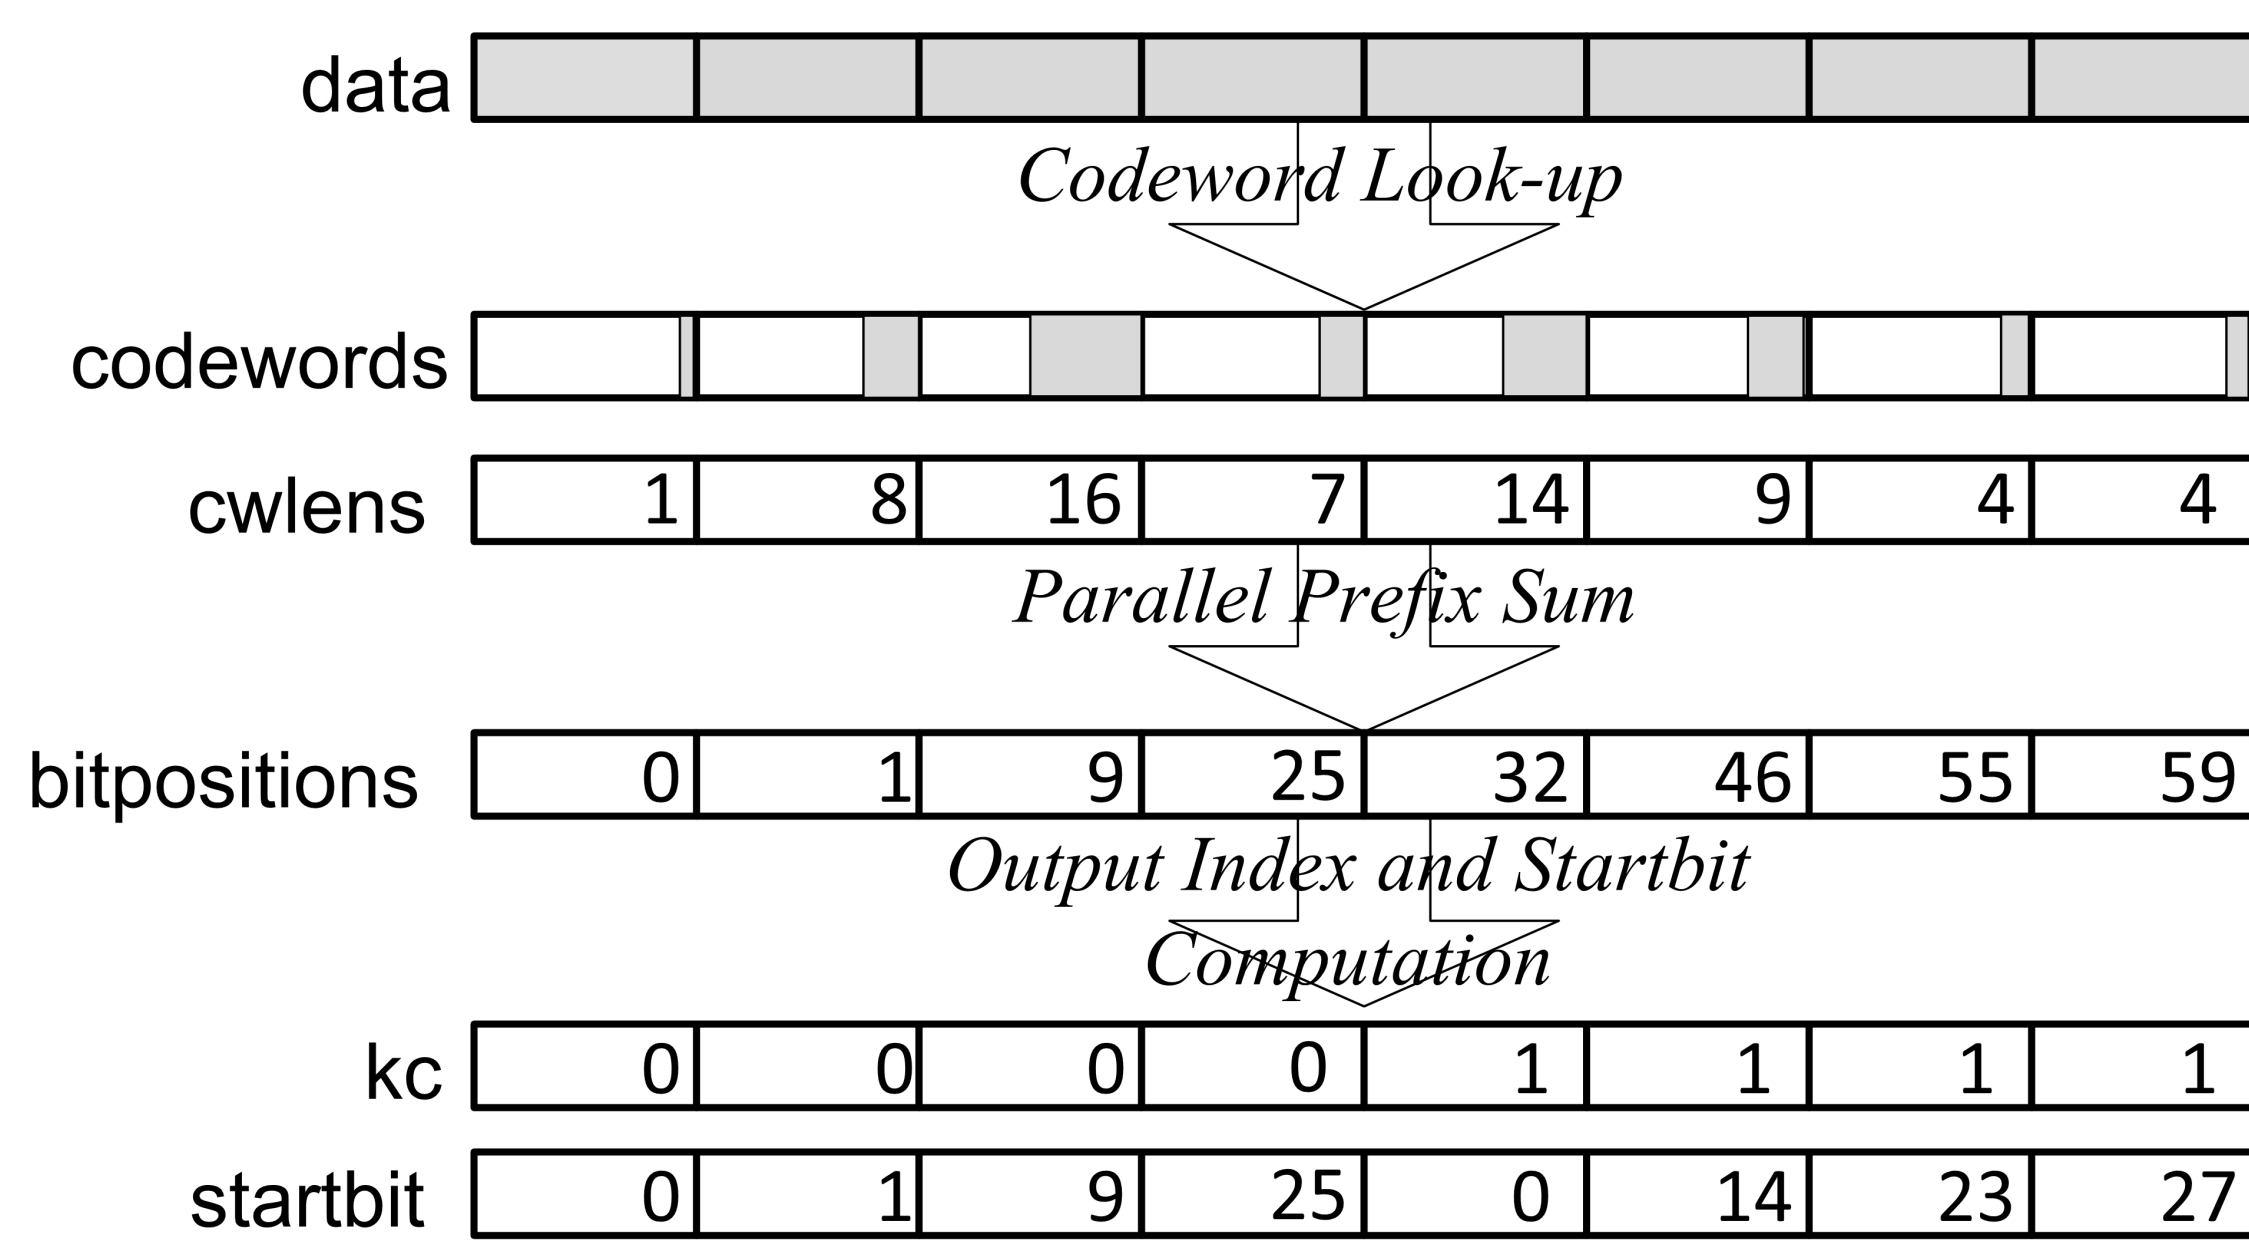 data
Codeword Look-up
codewords
cwlens 1 8 16 7 14 9 4 4
Parallel Prefix Sum
bitpositions 0 1 9 25 32 46 55 59
Output Index and Startbit
Computation
kc 0 0 0 0 1 1 1 1
startbit 0 1 9 25 0 14 23 27